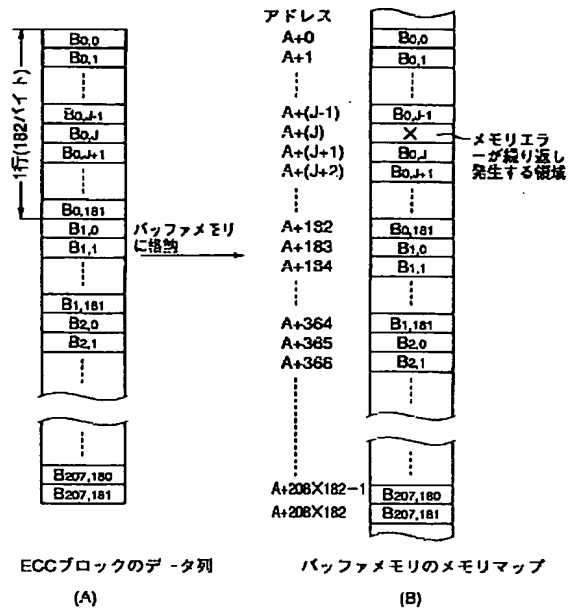 アドレス
B0,0
B0,1
B0,J-1
B0,J
B0,J+1
B0,181
B1,0
B1,1
B1,181
B2,0
B2,1
B207,180
B207,181
1行(182バイト)
バッファメモリ
に格納
A+0
A+1
A+(J-1)
A+(J)
A+(J+1)
A+(J+2)
A+182
A+183
A+184
A+364
A+365
A+366
A+208×182-1
A+208×182
B0,0
B0,1
B0,J-1
×
B0,J
B0,J+1
B0,181
B1,0
B1,1
B1,181
B2,0
B2,1
B207,180
B207,181
メモリエラ
ーが繰り返し
発生する領域
ECCブロックのデータ列
(A)
バッファメモリのメモリマップ
(B)